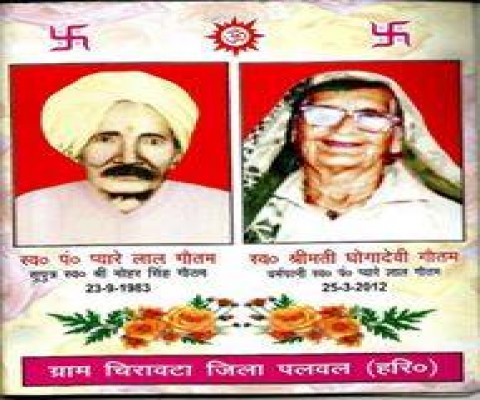 ॐ
स्व० पं० प्यारे लाल गौतम
सुपुत्र स्व० श्री मोहर सिंह गौतम
23-9-1983
स्व० श्रीमती घोगादेवी गौतम
धर्मपत्नी स्व० पं० प्यारे लाल गौतम
25-3-2012
ग्राम चिरावटा जिला पलवल (हरि०)